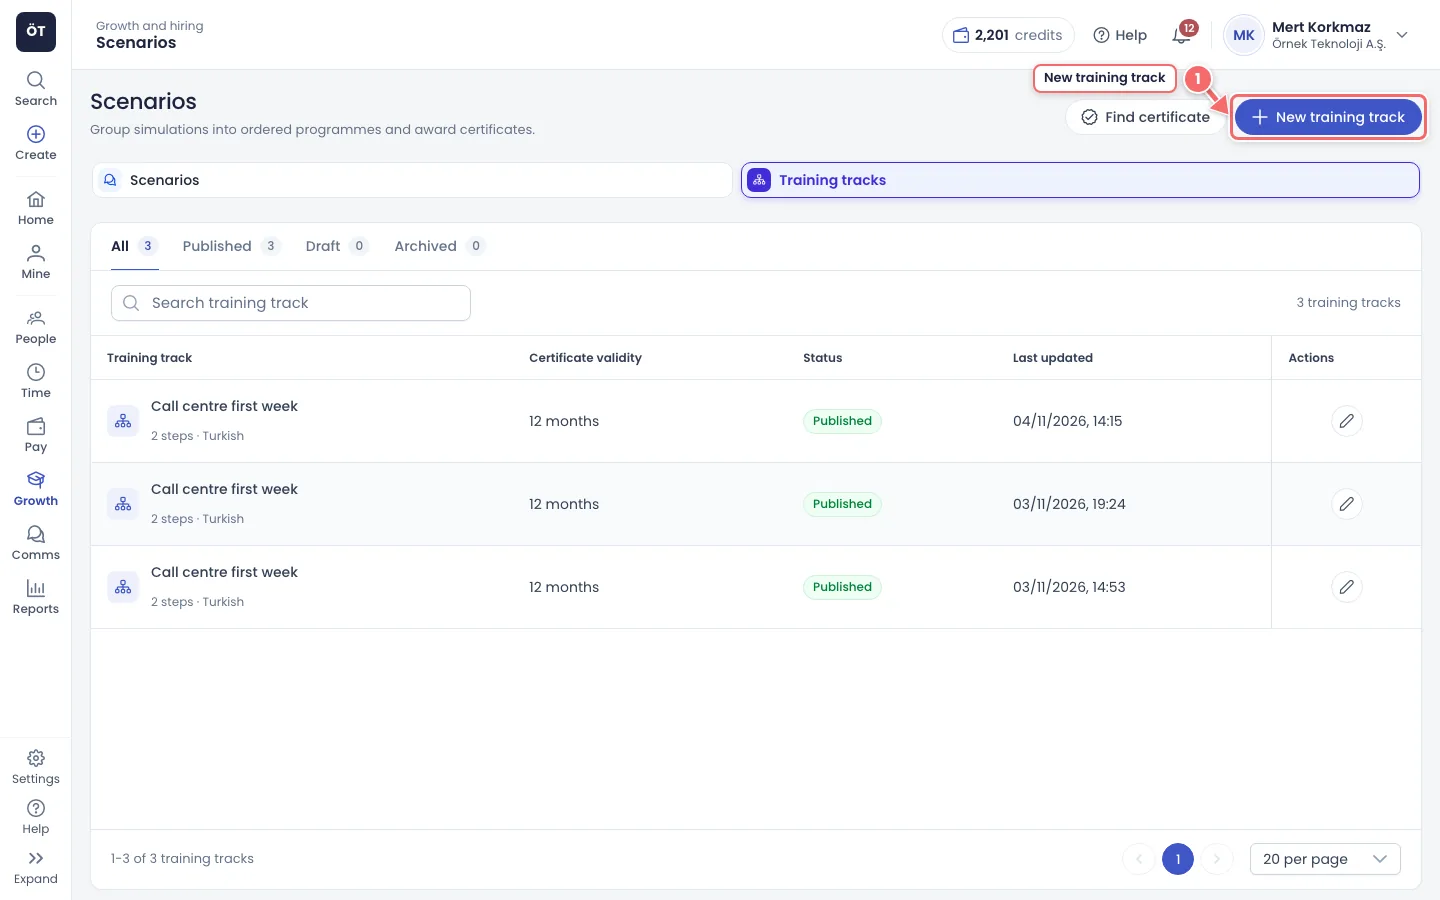 ÖT
Search
Create
Home
Mine
People
Time
Pay
Growth
Comms
Reports
Settings
Help
Expand
Growth and hiring
Scenarios
2,201 credits
Help
12
MK
Mert Korkmaz
Örnek Teknoloji A.Ş.
Scenarios
Group simulations into ordered programmes and award certificates.
New training track
1
Find certificate
New training track
Scenarios
Training tracks
All 3
Published 3
Draft 0
Archived 0
Search training track
3 training tracks
Training track Certificate validity Status Last updated Actions
Call centre first week
2 steps · Turkish
12 months
Published
04/11/2026, 14:15
Call centre first week
2 steps · Turkish
12 months
Published
03/11/2026, 19:24
Call centre first week
2 steps · Turkish
12 months
Published
03/11/2026, 14:53
1-3 of 3 training tracks
1
20 per page